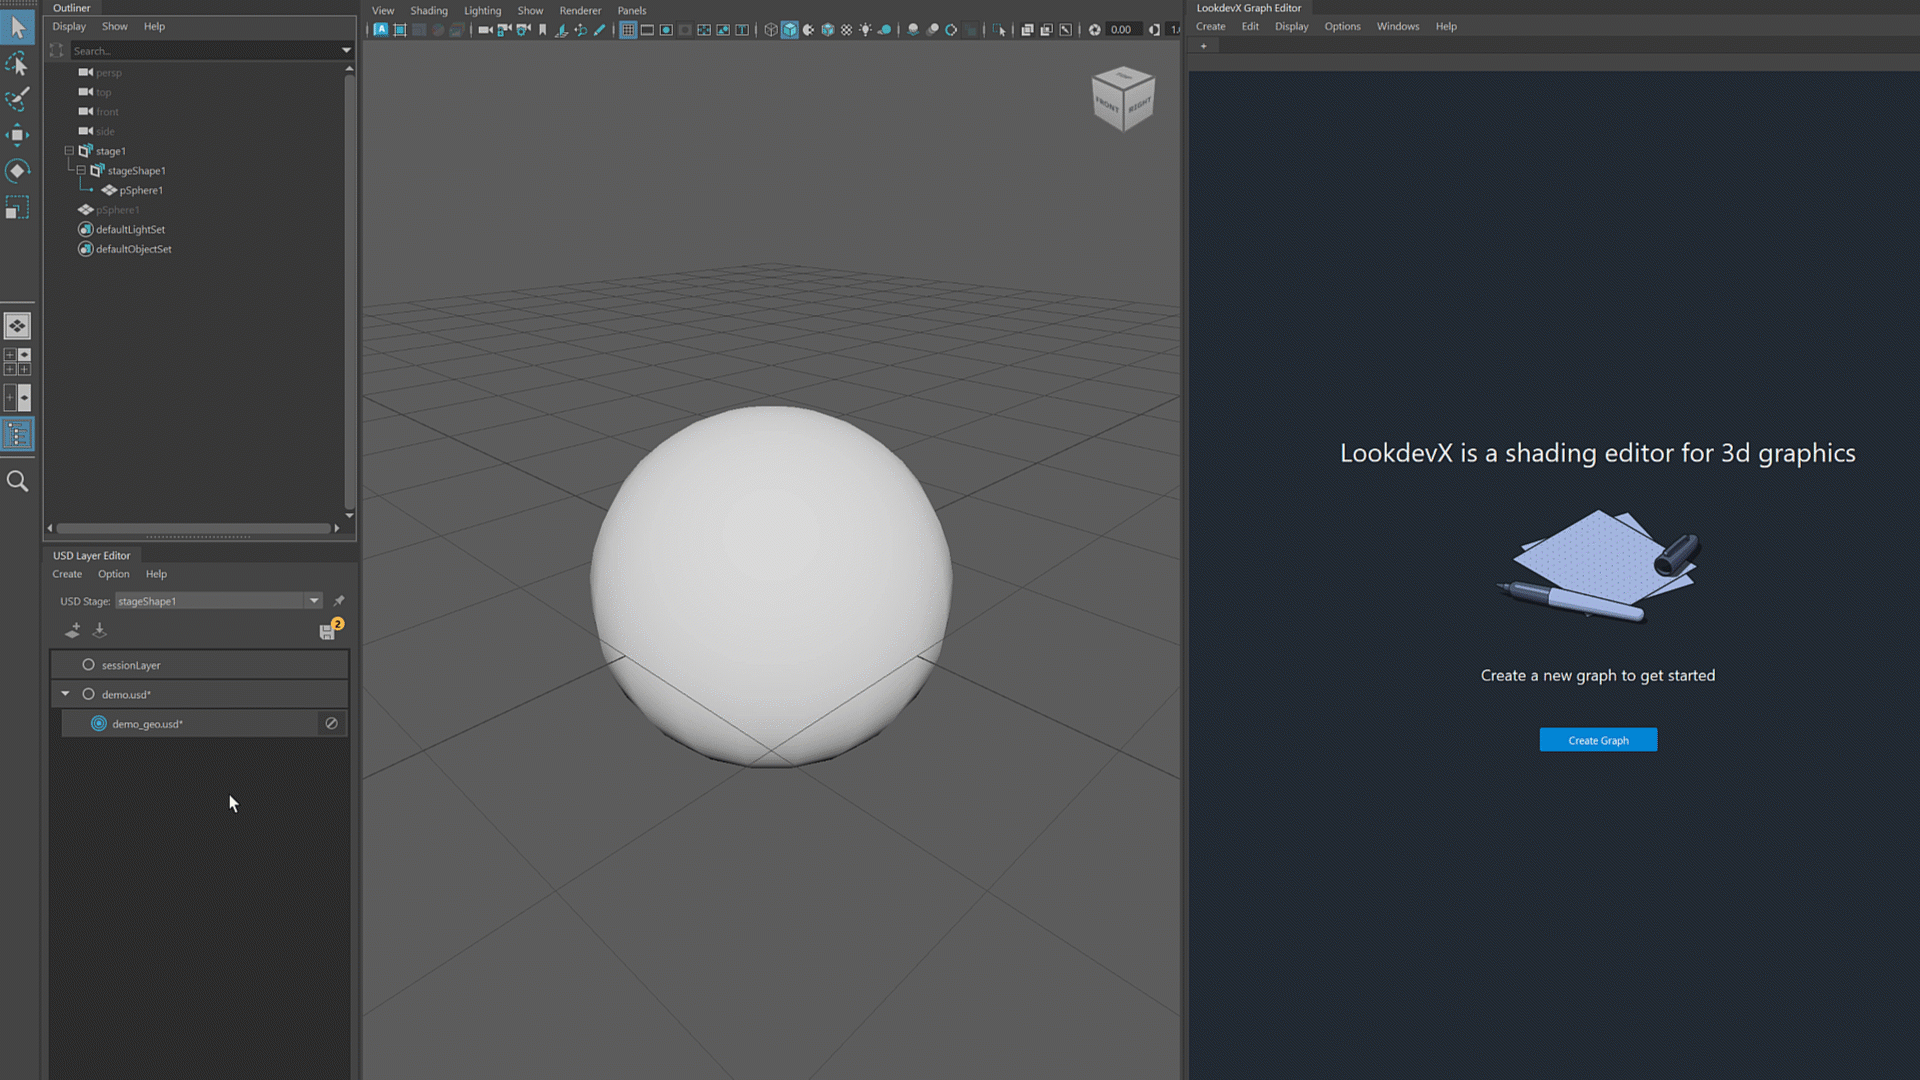 Outliner
Display Show Help
Search...
persp
top
front
side
stage1
stageShape1
pSphere1
pSphere1
defaultLightSet
defaultObjectSet
USD Layer Editor
Create Option Help
USD Stage: stageShape1
2
sessionLayer
demo.usd*
demo_geo.usd*
View Shading Lighting Show Renderer Panels
0.00
TOP
FRONT RIGHT
LookdevX Graph Editor
Create Edit Display Options Windows Help
+
LookdevX is a shading editor for 3d graphics
Create a new graph to get started
Create Graph